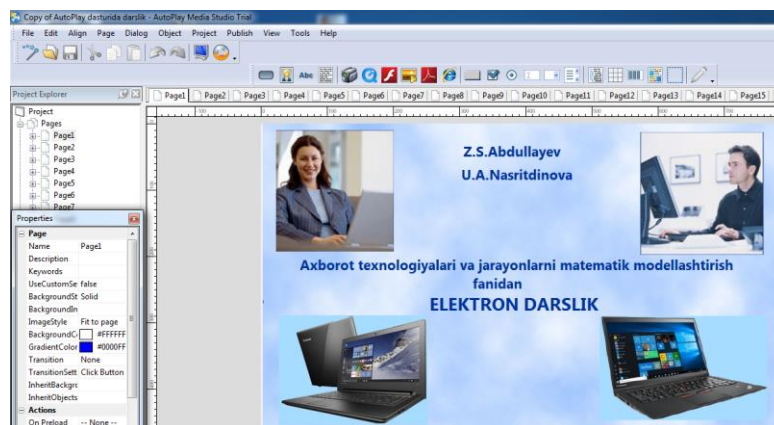 Copy of AutoPlay dasturida darslik - AutoPlay Media Studio Trial
File Edit Align Page Dialog Object Project Publish View Tools Help
Abc
Project Explorer
Page1 Page2 Page3 Page4 Page5 Page6 Page7 Page8 Page9 Page10 Page11 Page12 Page13 Page14 Page15
Project
Pages
Page1
Page2
Page3
Page4
Page5
Page6
Page7
Properties
Page
Name Page1
Description
Keywords
UseCustomSe false
BackgroundSt Solid
BackgroundIn
ImageStyle Fit to page
BackgroundC #FFFFFF
GradientColor #0000FF
Transition None
TransitionSett Click Button
InheritBackgrc
InheritObjects
Actions
On Preload -- None --
Z.S.Abdullayev
U.A.Nasritdinova
Axborot texnologiyalari va jarayonlarni matematik modellashtirish
fanidan
ELEKTRON DARSLIK